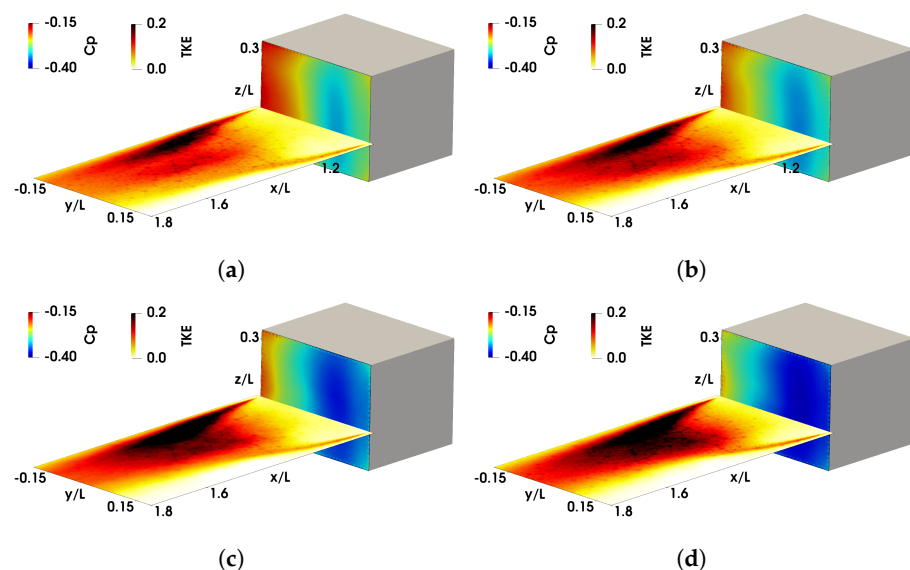 -0.15
Cp
-0.40
0.2
TKE
0.0
0.3
z/L
1.2
x/L
1.6
-0.15
y/L
0.15
1.8
(a)
-0.15
Cp
-0.40
0.2
TKE
0.0
0.3
z/L
1.2
x/L
1.6
-0.15
y/L
0.15
1.8
(b)
-0.15
Cp
-0.40
0.2
TKE
0.0
0.3
z/L
x/L
1.6
-0.15
y/L
0.15
1.8
(c)
-0.15
Cp
-0.40
0.2
TKE
0.0
0.3
z/L
x/L
1.6
-0.15
y/L
0.15
1.8
(d)